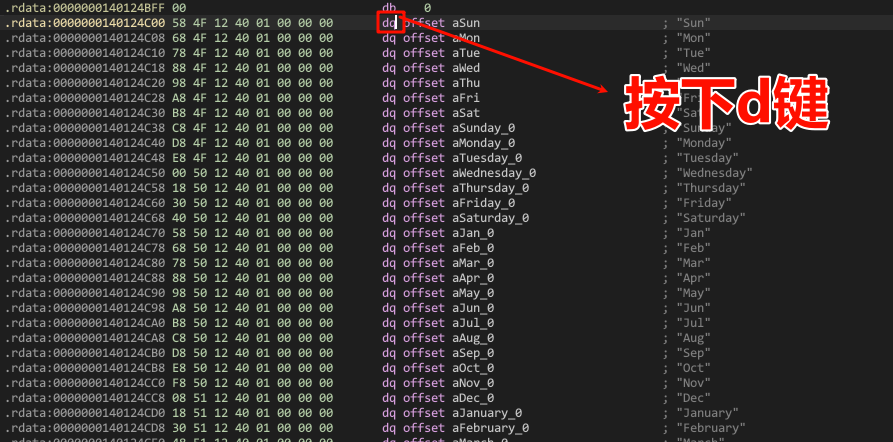 .rdata:0000000140124BFF 00 db 0
.rdata:0000000140124C00 58 4F 12 40 01 00 00 00 dq offset aSun ; "Sun"
.rdata:0000000140124C08 68 4F 12 40 01 00 00 00 dq offset aMon ; "Mon"
.rdata:0000000140124C10 78 4F 12 40 01 00 00 00 dq offset aTue ; "Tue"
.rdata:0000000140124C18 88 4F 12 40 01 00 00 00 dq offset aWed ; "Wed"
.rdata:0000000140124C20 98 4F 12 40 01 00 00 00 dq offset aThu
.rdata:0000000140124C28 A8 4F 12 40 01 00 00 00 dq offset aFri ; "Fri"
.rdata:0000000140124C30 B8 4F 12 40 01 00 00 00 dq offset aSat
按下d键
.rdata:0000000140124C38 C8 4F 12 40 01 00 00 00 dq offset aSunday_0 ; "Sunday"
.rdata:0000000140124C40 D8 4F 12 40 01 00 00 00 dq offset aMonday_0 ; "Monday"
.rdata:0000000140124C48 E8 4F 12 40 01 00 00 00 dq offset aTuesday_0 ; "Tuesday"
.rdata:0000000140124C50 00 50 12 40 01 00 00 00 dq offset aWednesday_0 ; "Wednesday"
.rdata:0000000140124C58 18 50 12 40 01 00 00 00 dq offset aThursday_0 ; "Thursday"
.rdata:0000000140124C60 30 50 12 40 01 00 00 00 dq offset aFriday_0 ; "Friday"
.rdata:0000000140124C68 40 50 12 40 01 00 00 00 dq offset aSaturday_0 ; "Saturday"
.rdata:0000000140124C70 58 50 12 40 01 00 00 00 dq offset aJan_0 ; "Jan"
.rdata:0000000140124C78 68 50 12 40 01 00 00 00 dq offset aFeb_0 ; "Feb"
.rdata:0000000140124C80 78 50 12 40 01 00 00 00 dq offset aMar_0 ; "Mar"
.rdata:0000000140124C88 88 50 12 40 01 00 00 00 dq offset aApr_0 ; "Apr"
.rdata:0000000140124C90 98 50 12 40 01 00 00 00 dq offset aMay_0 ; "May"
.rdata:0000000140124C98 A8 50 12 40 01 00 00 00 dq offset aJun_0 ; "Jun"
.rdata:0000000140124CA0 B8 50 12 40 01 00 00 00 dq offset aJul_0 ; "Jul"
.rdata:0000000140124CA8 C8 50 12 40 01 00 00 00 dq offset aAug_0 ; "Aug"
.rdata:0000000140124CB0 D8 50 12 40 01 00 00 00 dq offset aSep_0 ; "Sep"
.rdata:0000000140124CB8 E8 50 12 40 01 00 00 00 dq offset aOct_0 ; "Oct"
.rdata:0000000140124CC0 F8 50 12 40 01 00 00 00 dq offset aNov_0 ; "Nov"
.rdata:0000000140124CC8 08 51 12 40 01 00 00 00 dq offset aDec_0 ; "Dec"
.rdata:0000000140124CD0 18 51 12 40 01 00 00 00 dq offset aJanuary_0 ; "January"
.rdata:0000000140124CD8 30 51 12 40 01 00 00 00 dq offset aFebruary_0 ; "February"